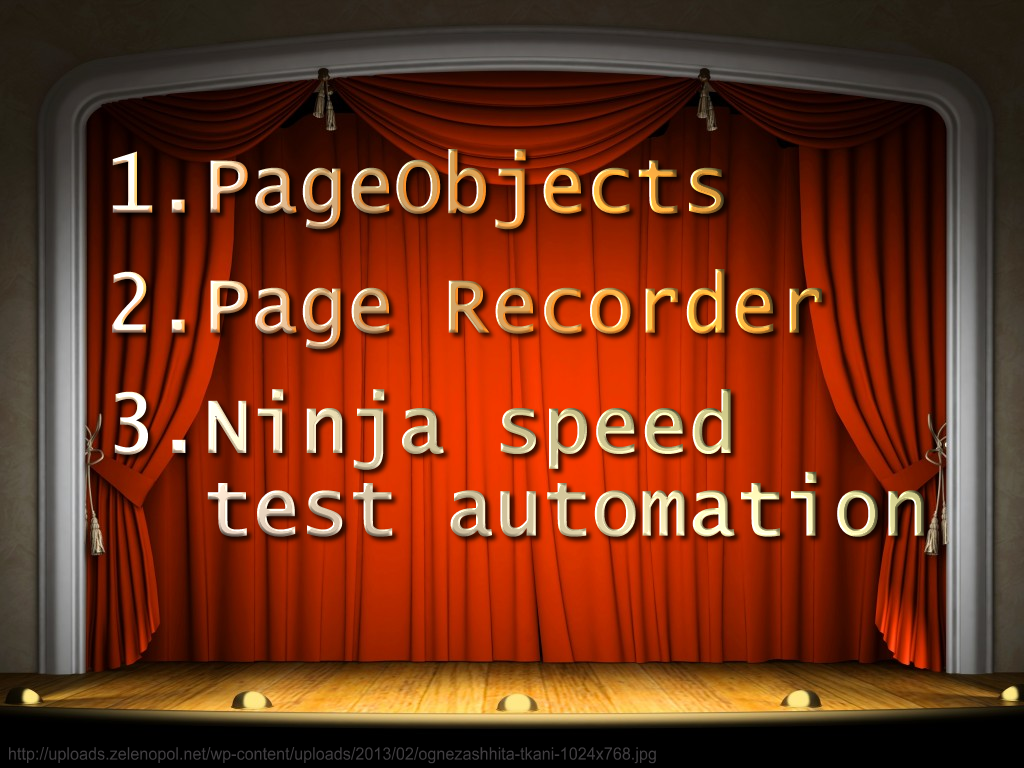 1.PageObjects
2.Page Recorder
3.Ninja speed
test automation
http://uploads.zelenopol.net/wp-content/uploads/2013/02/ognezashhita-tkani-1024x768.jpg